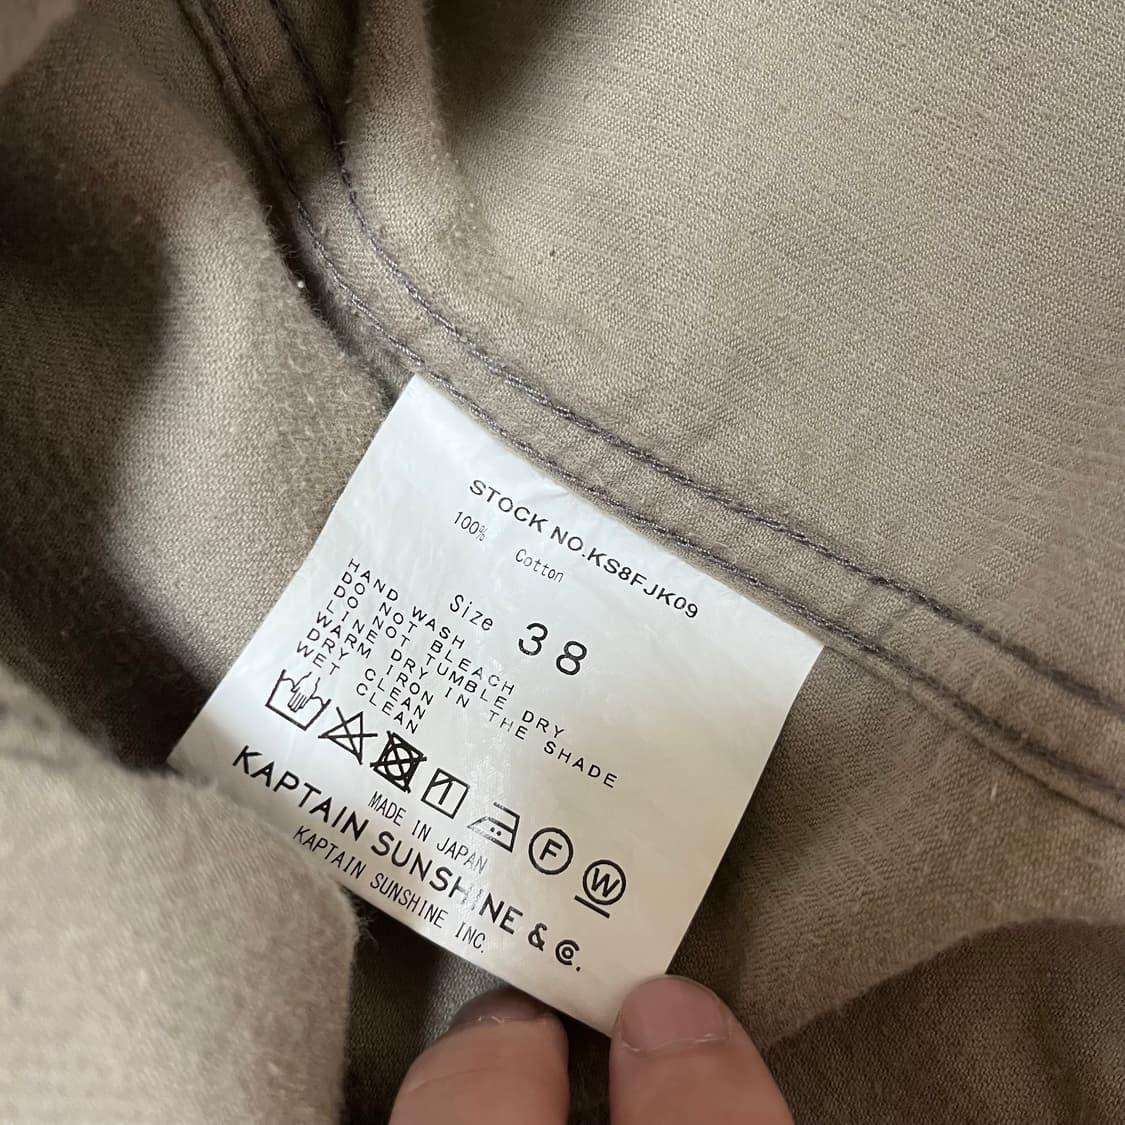 STOCK NO.KS8FJK09
100% Cotton
Size 38
HAND WASH
DO NOT BLEACH
DO NOT TUMBLE DRY
LINE DRY IN THE SHADE
WARM IRON
DRY CLEAN
WET CLEAN
F
W
MADE IN JAPAN
KAPTAIN SUNSHINE & Co.
KAPTAIN SUNSHINE INC.